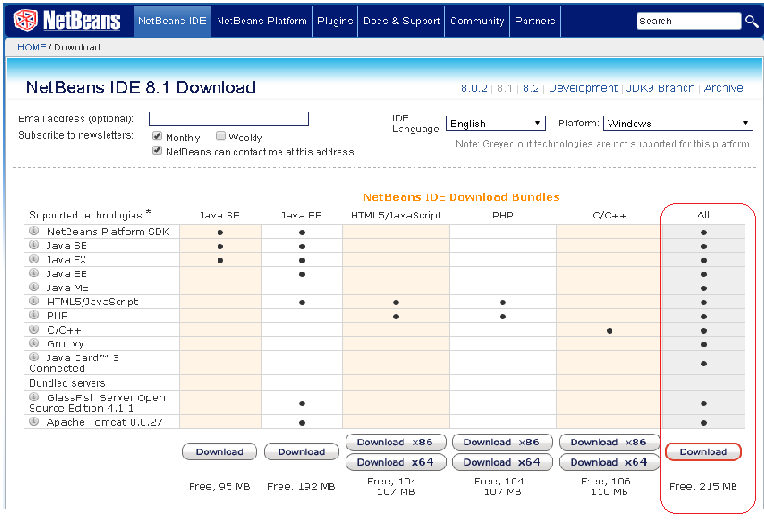 NetBeans
NetBeans IDE NetBeans Platform Plugins Docs & Support Community Partners Search
HOME / Download
NetBeans IDE 8.1 Download
8.0.2 | 8.1 | 8.2 | Development | JDK9 Branch | Archive
Email address (optional):
IDE Language: English Platform: Windows
Subscribe to newsletters: Monthly Weekly
NetBeans can contact me at this address
Note: Greyed out technologies are not supported for this platform.
NetBeans IDE Download Bundles
Supported technologies * Java SE Java EE HTML5/JavaScript PHP C/C++ All
NetBeans Platform SDK
Java SE
Java FX
Java EE
Java ME
HTML5/JavaScript
PHP
C/C++
Groovy
Java Card™ 3
Connected
Bundled servers
GlassFish Server Open
Source Edition 4.1.1
Apache Tomcat 8.0.27
Download Download Download x86 Download x86 Download x86 Download
Download x64 Download x64 Download x64
Free, 95 MB Free, 192 MB Free, 104 - 107 MB Free, 104 - 107 MB Free, 106 - 110 MB Free, 215 MB